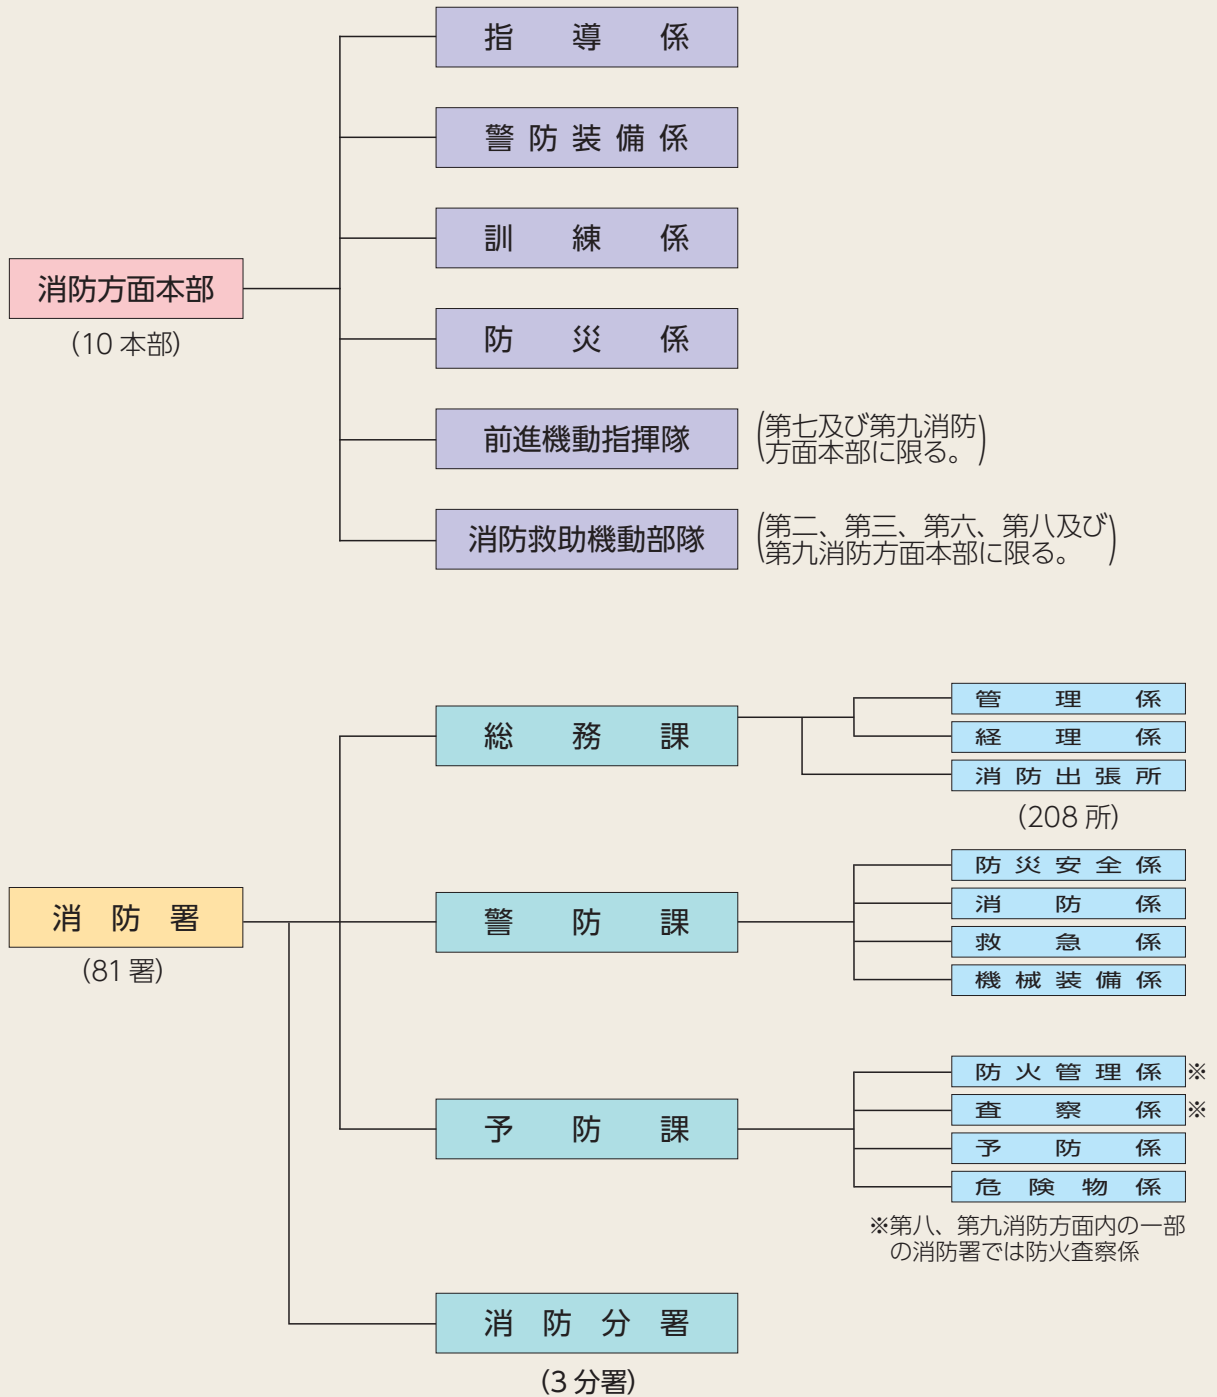 指導係
警防装備係
訓練係
消防方面本部
(10本部)
防災係
前進機動指揮隊
(第七及び第九消防
方面本部に限る。)
消防救助機動部隊
(第二、第三、第六、第八及び
第九消防方面本部に限る。)
総務課
管理係
経理係
消防出張所
(208所)
消防署
(81署)
警防課
防災安全係
消防係
救急係
機械装備係
予防課
防火管理係※
査察係※
予防係
危険物係
※第八、第九消防方面内の一部
の消防署では防火査察係
消防分署
(3分署)